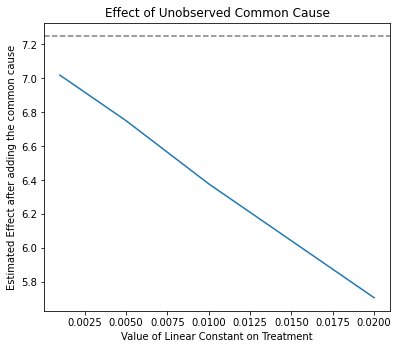 Effect of Unobserved Common Cause
Estimated Effect after adding the common cause
7.2
7.0
6.8
6.6
6.4
6.2
6.0
5.8
0.0025 0.0050 0.0075 0.0100 0.0125 0.0150 0.0175 0.0200
Value of Linear Constant on Treatment